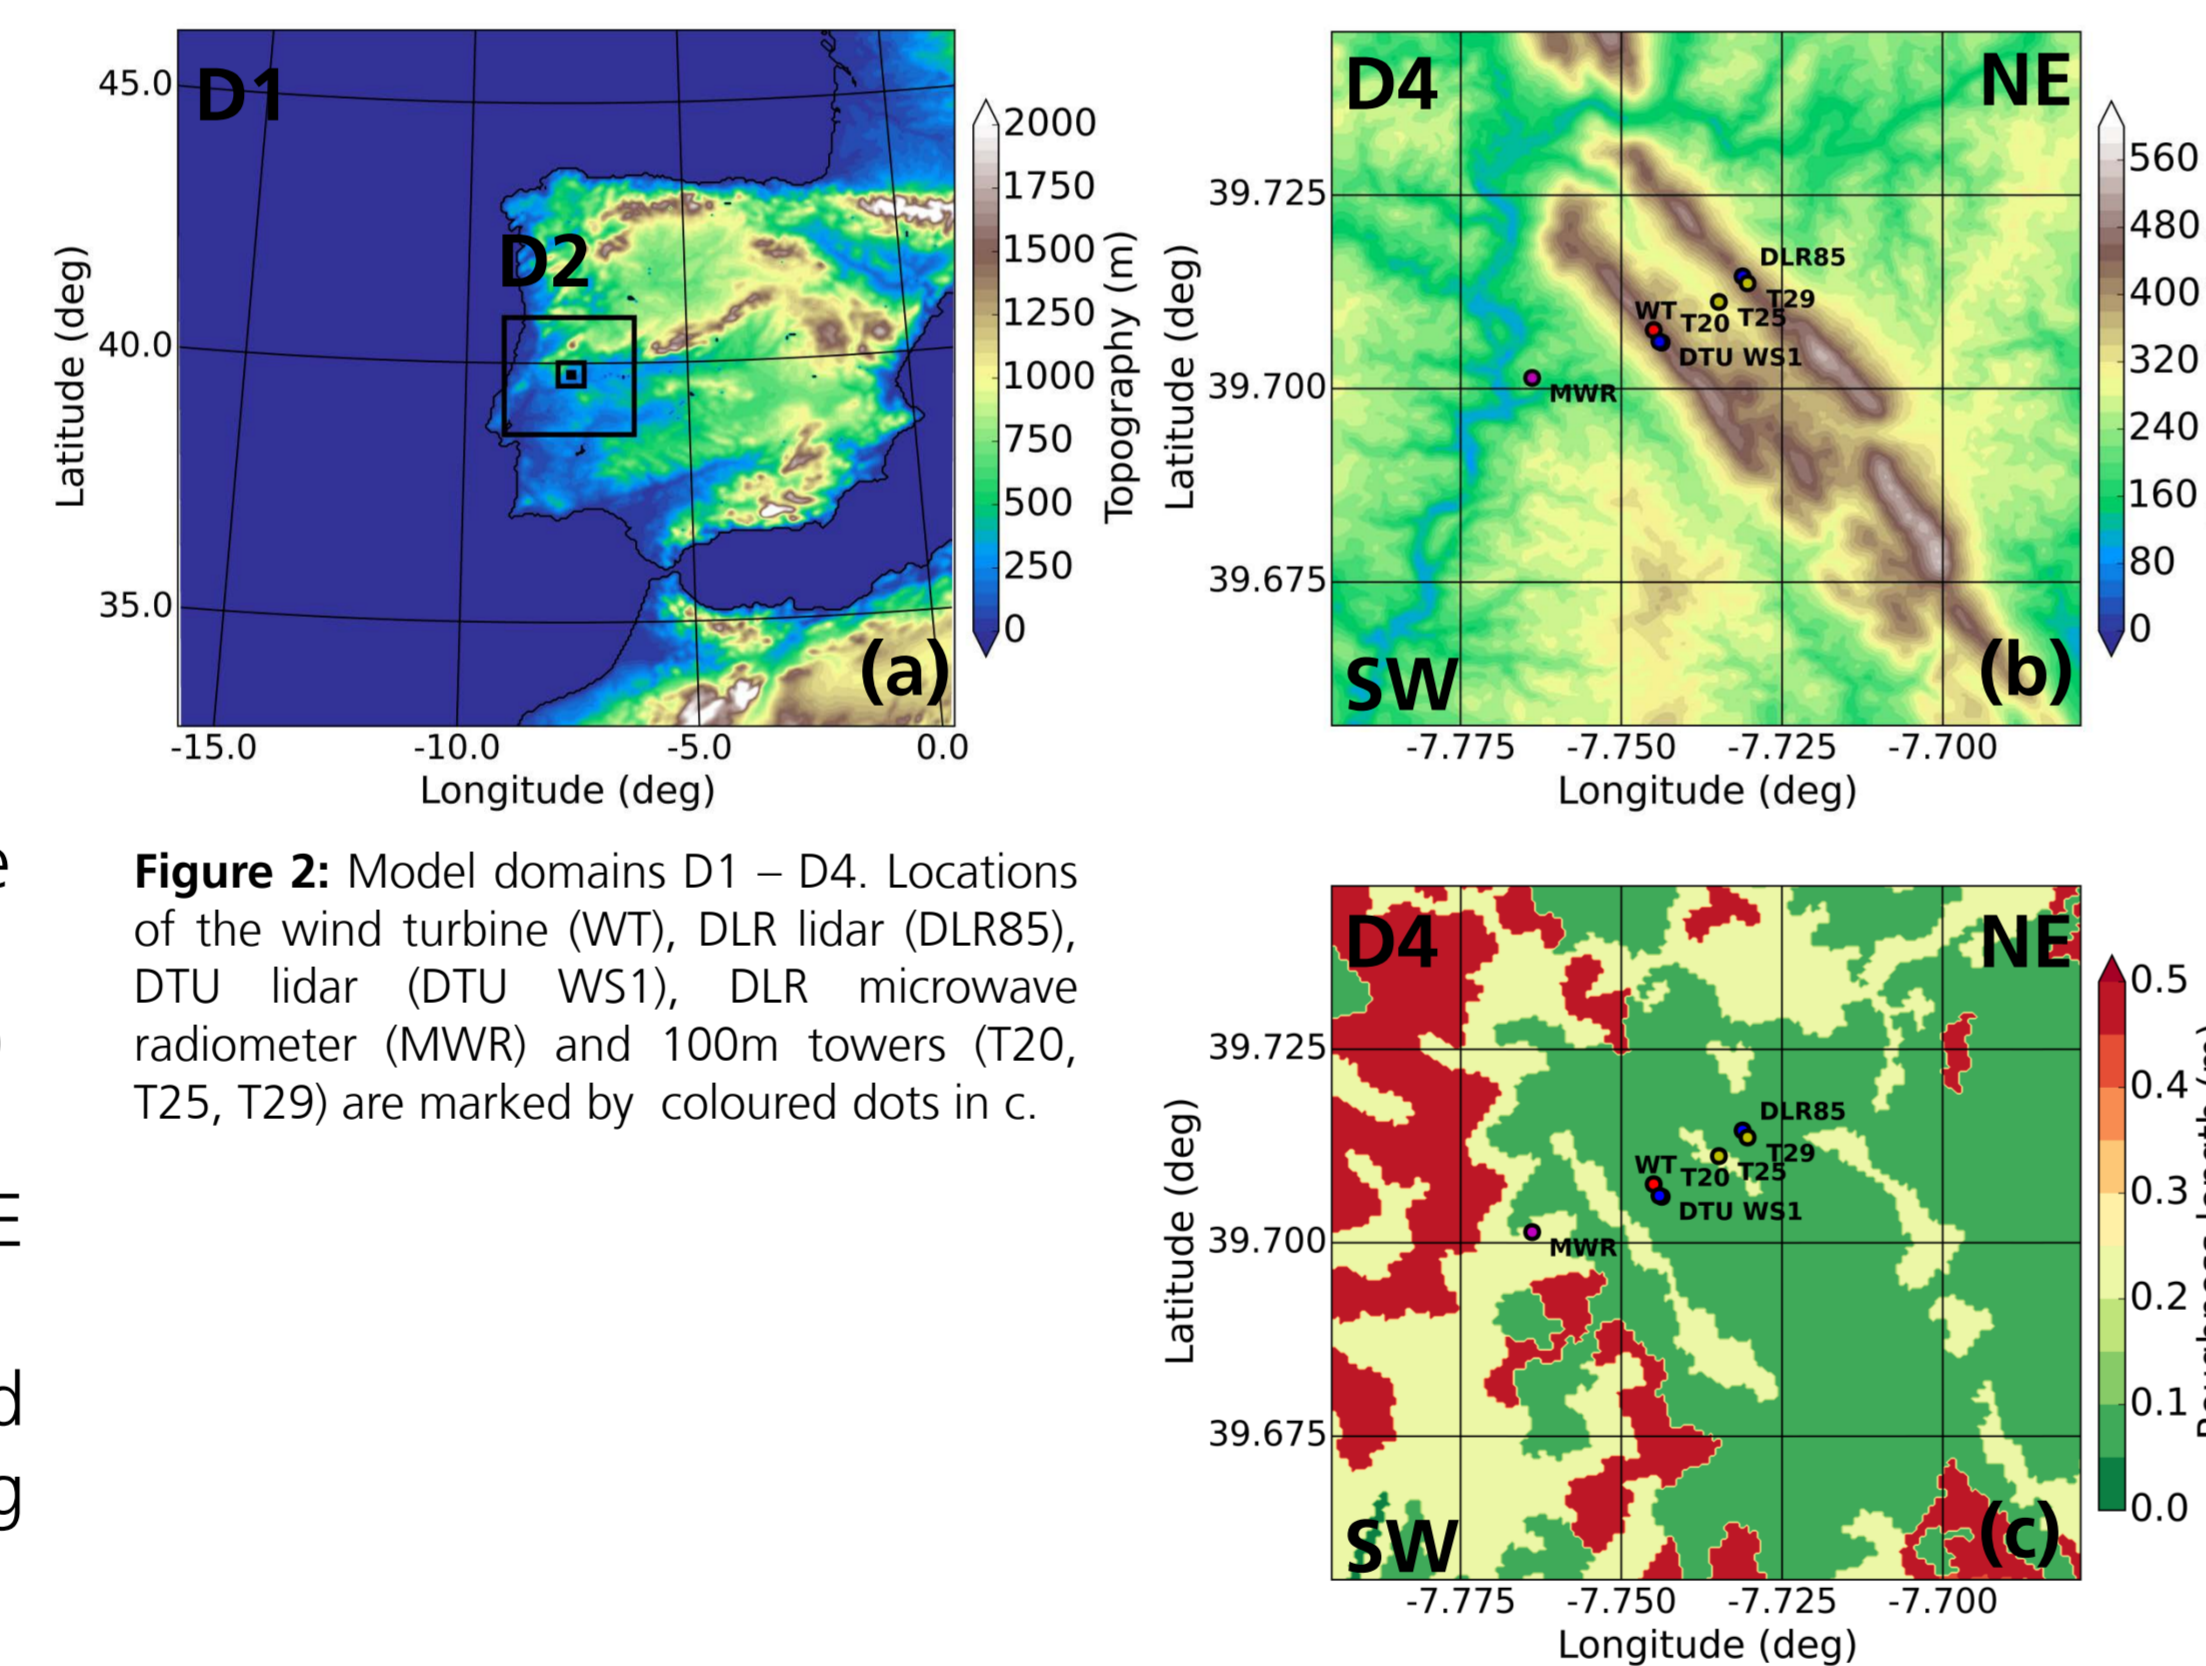 D1
D2
(a)
45.0
40.0
35.0
Latitude (deg)
-15.0 -10.0 -5.0 0.0
Longitude (deg)
2000
1750
1500
1250
1000
750
500
250
0
Topography (m)
D4 NE
39.725
39.700
39.675
Latitude (deg)
DLR85
T29
WT T20 T25
DTU WS1
MWR
SW (b)
-7.775 -7.750 -7.725 -7.700
Longitude (deg)
560
480
400
320
240
160
80
0
Figure 2: Model domains D1 – D4. Locations
of the wind turbine (WT), DLR lidar (DLR85),
DTU lidar (DTU WS1), DLR microwave
radiometer (MWR) and 100m towers (T20,
T25, T29) are marked by coloured dots in c.
D4 NE
39.725
39.700
39.675
Latitude (deg)
DLR85
T29
WT T20 T25
DTU WS1
MWR
SW (c)
-7.775 -7.750 -7.725 -7.700
Longitude (deg)
0.5
0.4
0.3
0.2
0.1
0.0